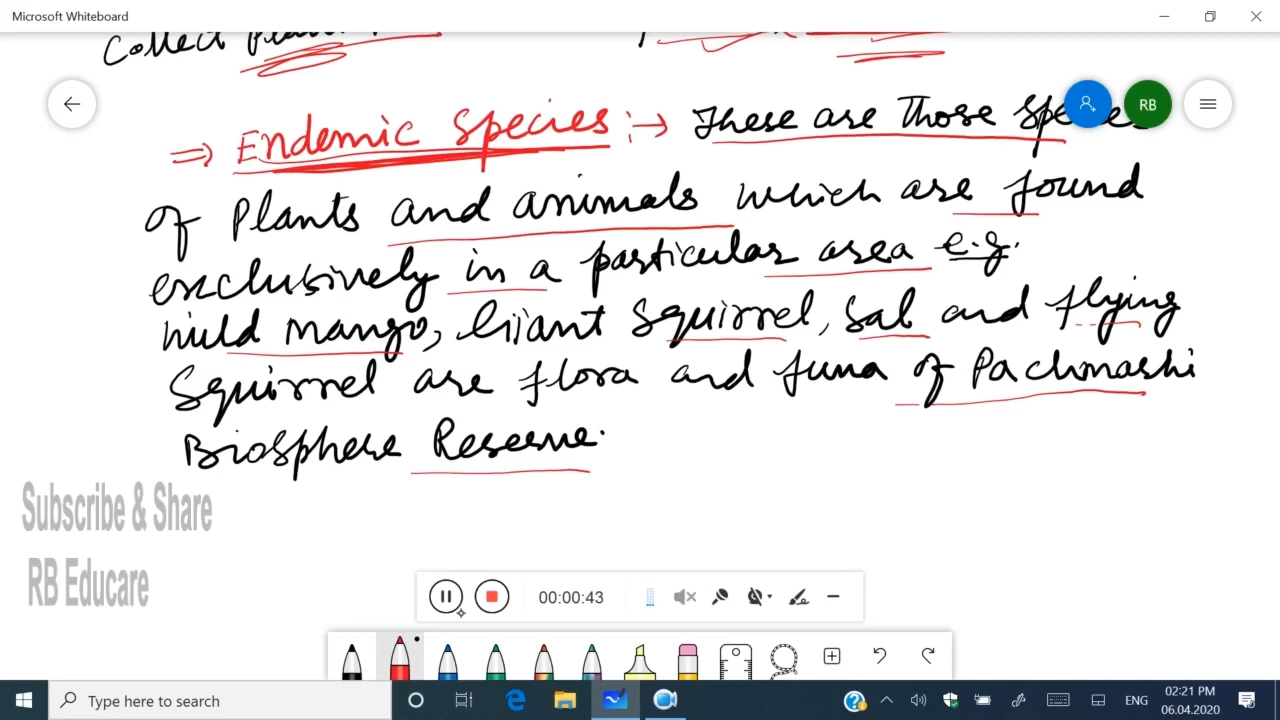 Microsoft Whiteboard
RB
⇒ Endemic Species :→ These are Those Species
of Plants and animals which are found
exclusively in a particular area e.g.
Wild mango, Giant Squirrel, Sal and flying
Squirrel are flora and funa of Pachmashi
Biosphere Reserve.
Subscribe & Share
RB Educare
00:00:43
Type here to search
ENG
02:21 PM
06.04.2020